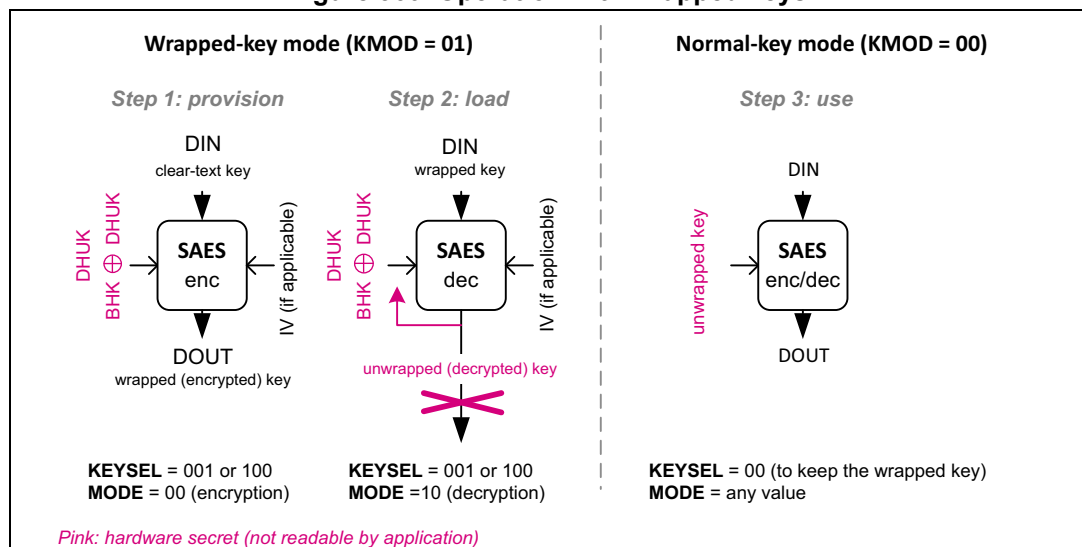 Wrapped-key mode (KMOD = 01)
Step 1: provision
DIN
clear-text key
DHUK
BHK ⊕ DHUK
SAES
enc
IV (if applicable)
DOUT
wrapped (encrypted) key
KEYSEL = 001 or 100
MODE = 00 (encryption)
Step 2: load
DIN
wrapped key
DHUK
BHK ⊕ DHUK
SAES
dec
IV (if applicable)
unwrapped (decrypted) key
KEYSEL = 001 or 100
MODE =10 (decryption)
Normal-key mode (KMOD = 00)
Step 3: use
DIN
unwrapped key
SAES
enc/dec
DOUT
KEYSEL = 00 (to keep the wrapped key)
MODE = any value
Pink: hardware secret (not readable by application)